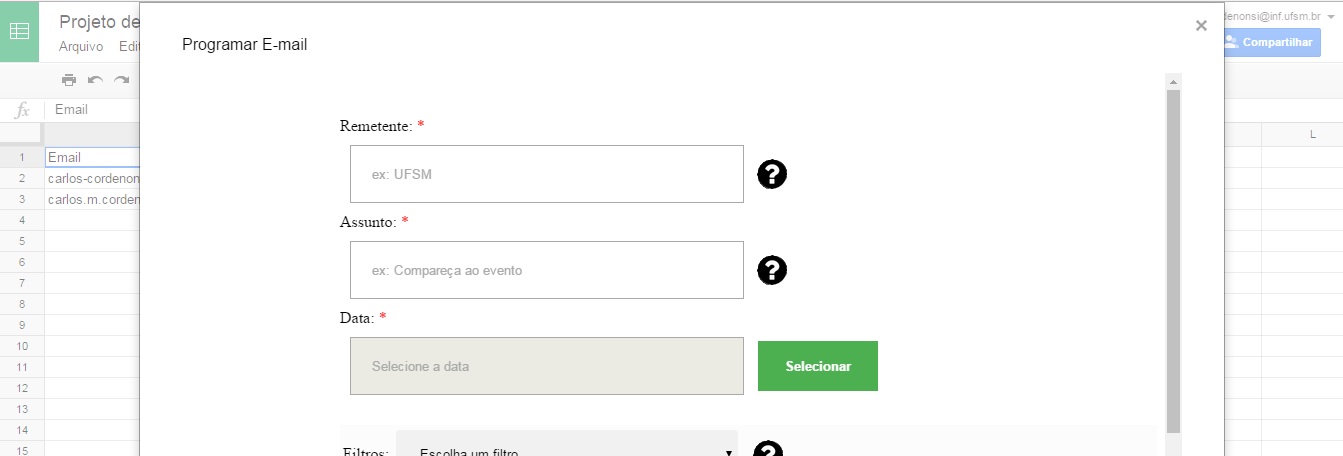 Projeto de
denonsi@inf.ufsm.br
Arquivo Edit
Compartilhar
fx Email
L
1 Email
2 carlos-cordenon
3 carlos.m.corden
4
5
6
7
8
9
10
11
12
13
14
15
Programar E-mail
×
Remetente: *
ex: UFSM
?
Assunto: *
ex: Compareça ao evento
?
Data: *
Selecione a data
Selecionar
Filtros: Escolha um filtro
?